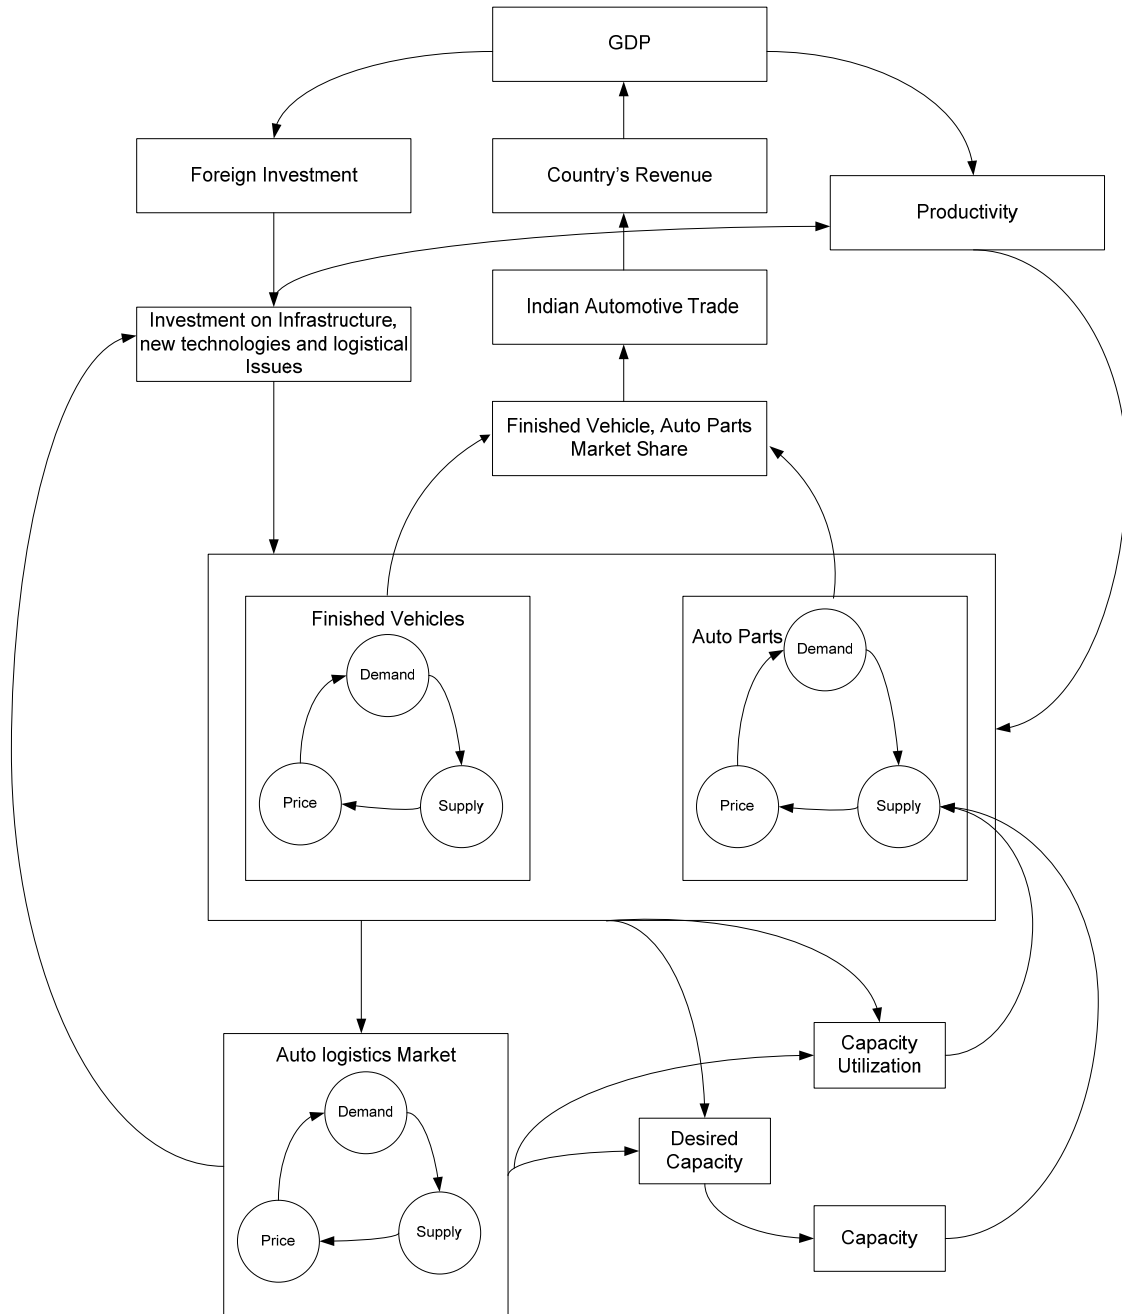 GDP
Foreign Investment
Country's Revenue
Productivity
Indian Automotive Trade
Investment on Infrastructure,
new technologies and logistical
Issues
Finished Vehicle, Auto Parts
Market Share
Finished Vehicles
Demand
Price
Supply
Auto Parts
Demand
Price
Supply
Auto logistics Market
Demand
Price
Supply
Capacity
Utilization
Desired
Capacity
Capacity